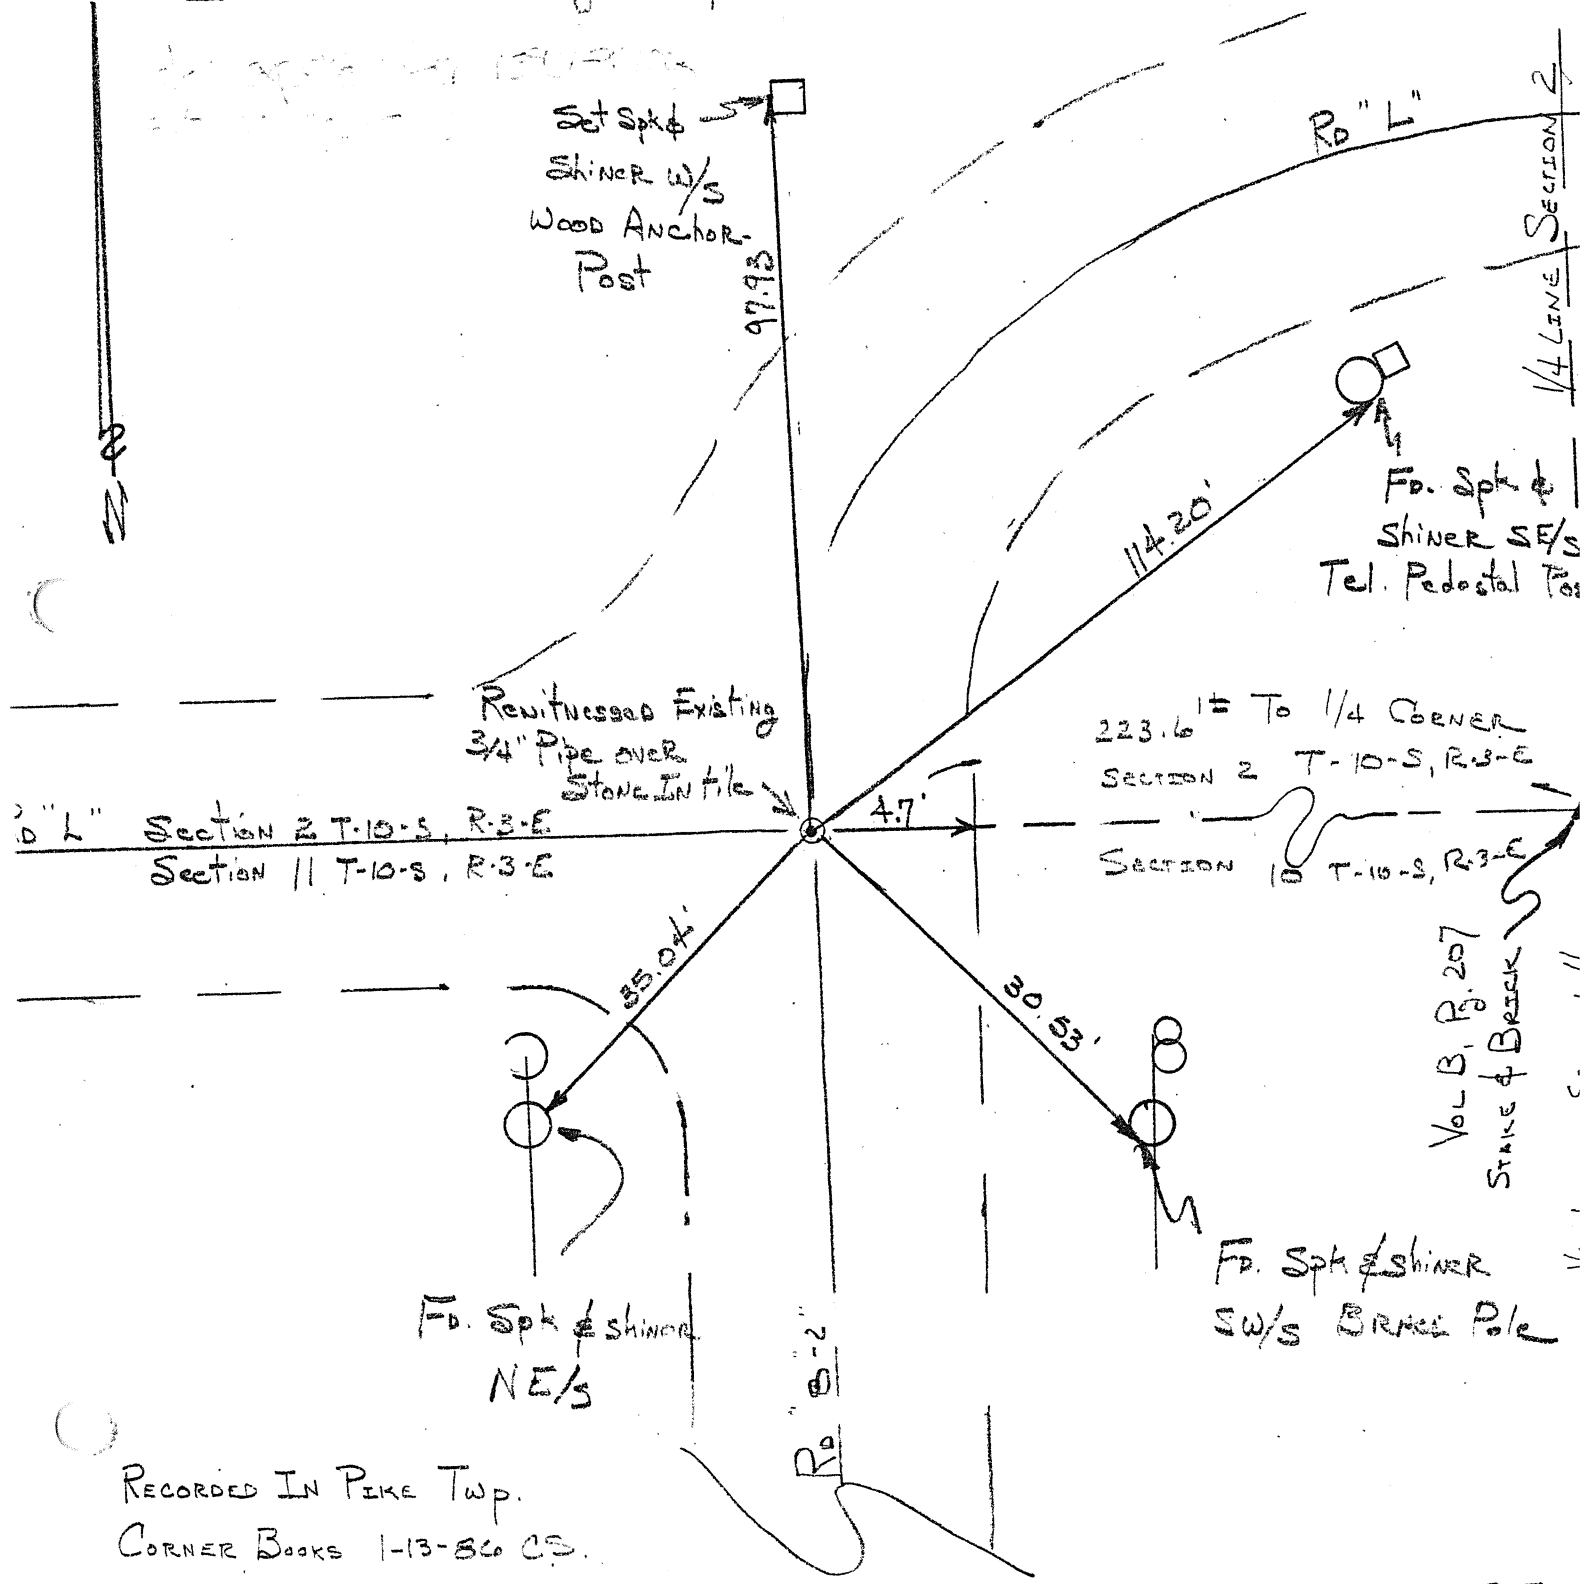 Set Spk &
Shiner W/S
Wood Anchor
Post
97.93
Rd "L"
1/4 Line Section 2
N
114.20'
Fd. Spk &
Shiner SE/S
Tel. Pedostal
Rewitnessed Existing
3/4" Pipe over
Stone In tile
223.6'± To 1/4 Corner
Section 2 T-10-S, R-3-E
4.7'
"L" Section 2 T-10-S, R-3-E
Section 11 T-10-S, R-3-E
Section T-10-S, R-3-E
35.04'
30.53'
Vol B, Pg. 207
Stake & Brick
Fd. Spk & shiner
NE/S
Fd. Spk & shiner
SW/S Brace Pole
Rd "B-2"
Recorded In Pike Twp.
Corner Books 1-13-86 CS.